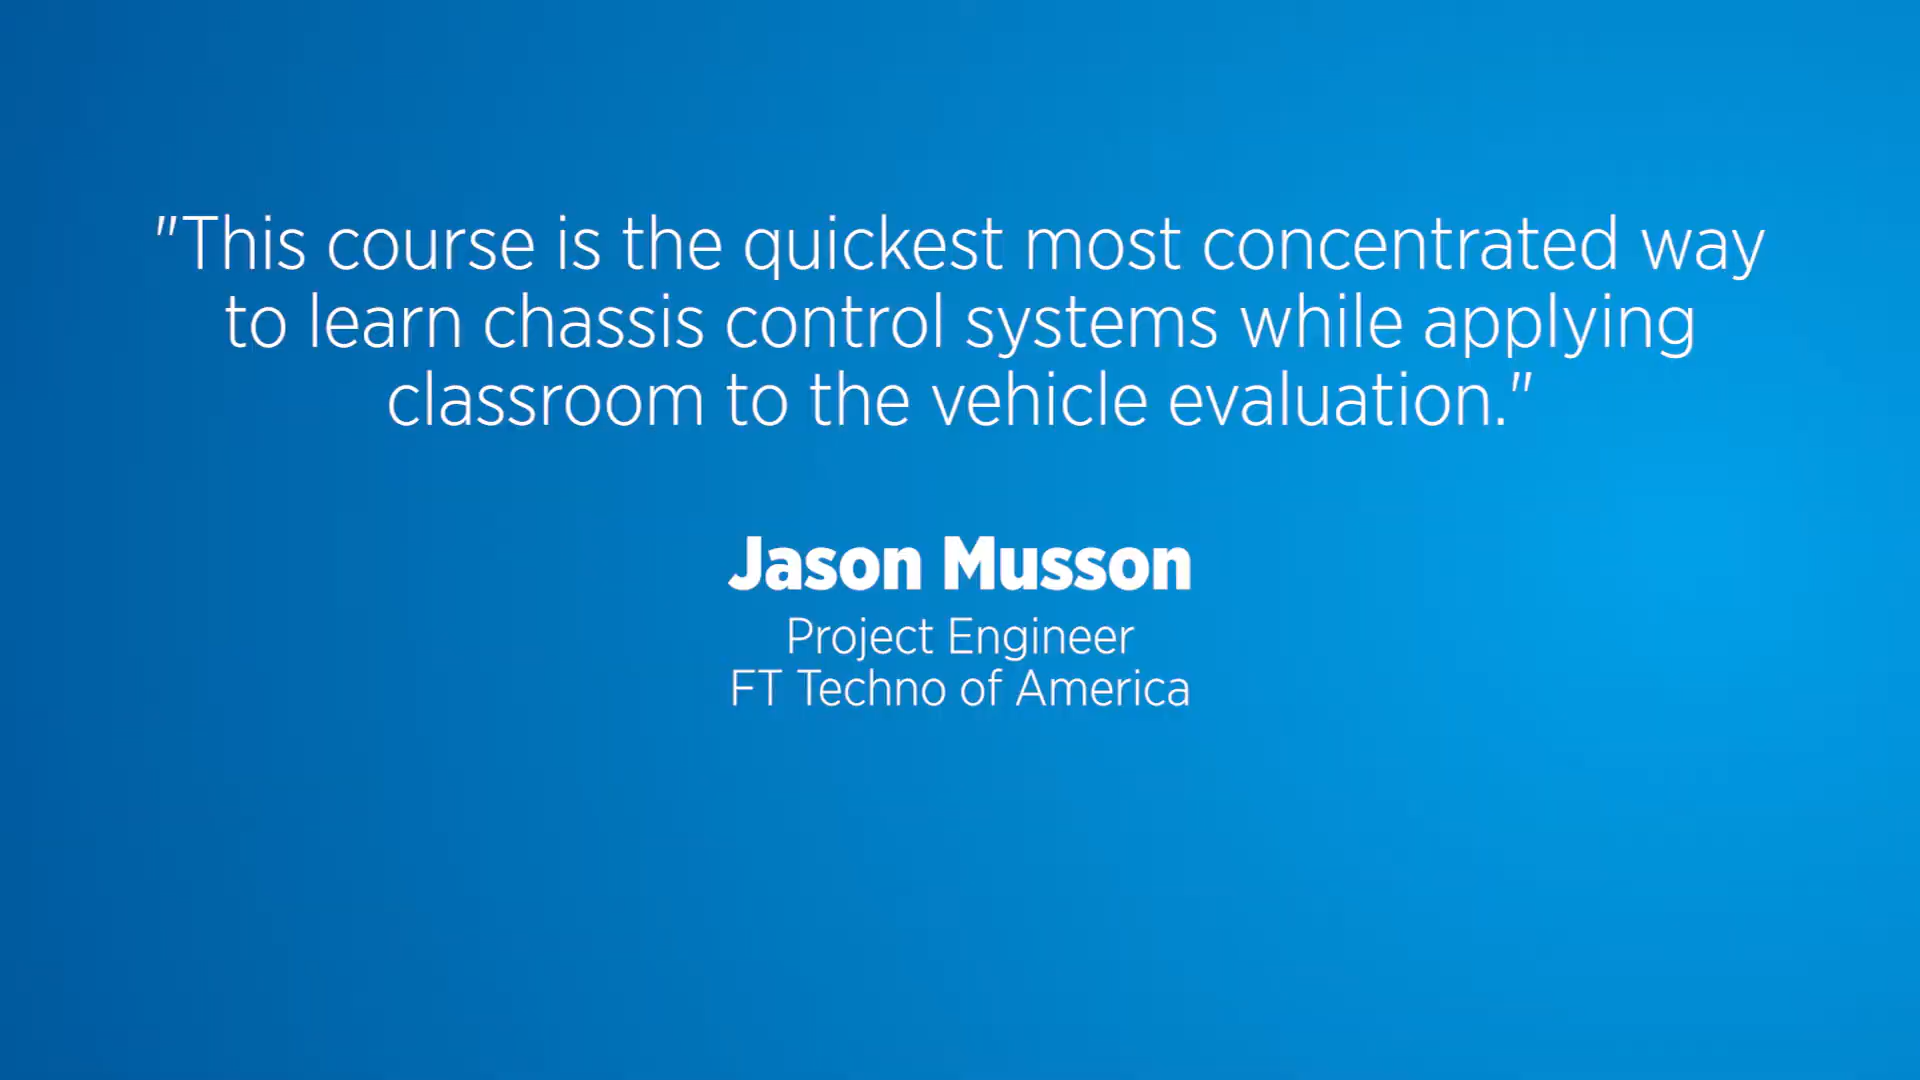 "This course is the quickest most concentrated way
to learn chassis control systems while applying
classroom to the vehicle evaluation."
Jason Musson
Project Engineer
FT Techno of America